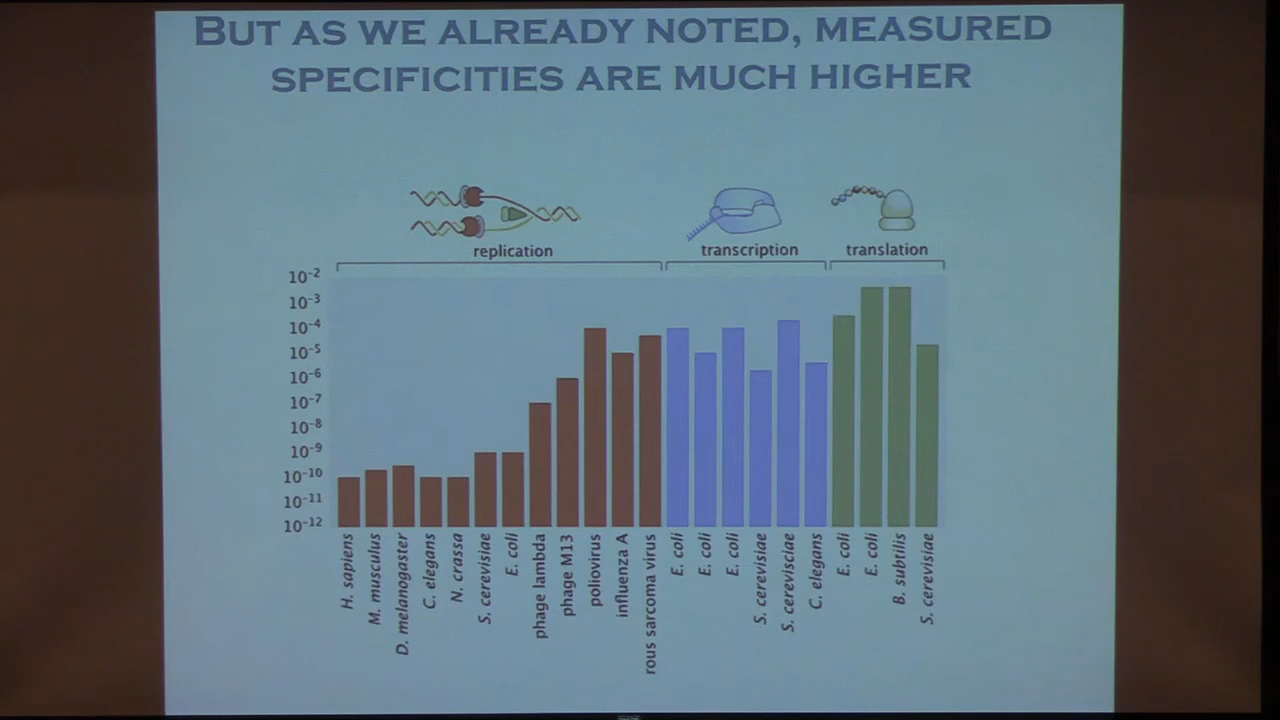 BUT AS WE ALREADY NOTED, MEASURED
SPECIFICITIES ARE MUCH HIGHER
replication
transcription
translation
10⁻²
10⁻³
10⁻⁴
10⁻⁵
10⁻⁶
10⁻⁷
10⁻⁸
10⁻⁹
10⁻¹⁰
10⁻¹¹
10⁻¹²
H. sapiens
M. musculus
D. melanogaster
C. elegans
N. crassa
S. cerevisiae
E. coli
phage lambda
phage M13
poliovirus
influenza A
rous sarcoma virus
E. coli
E. coli
E. coli
S. cerevisiae
S. cerevisciae
C. elegans
E. coli
E. coli
B. subtilis
S. cerevisiae